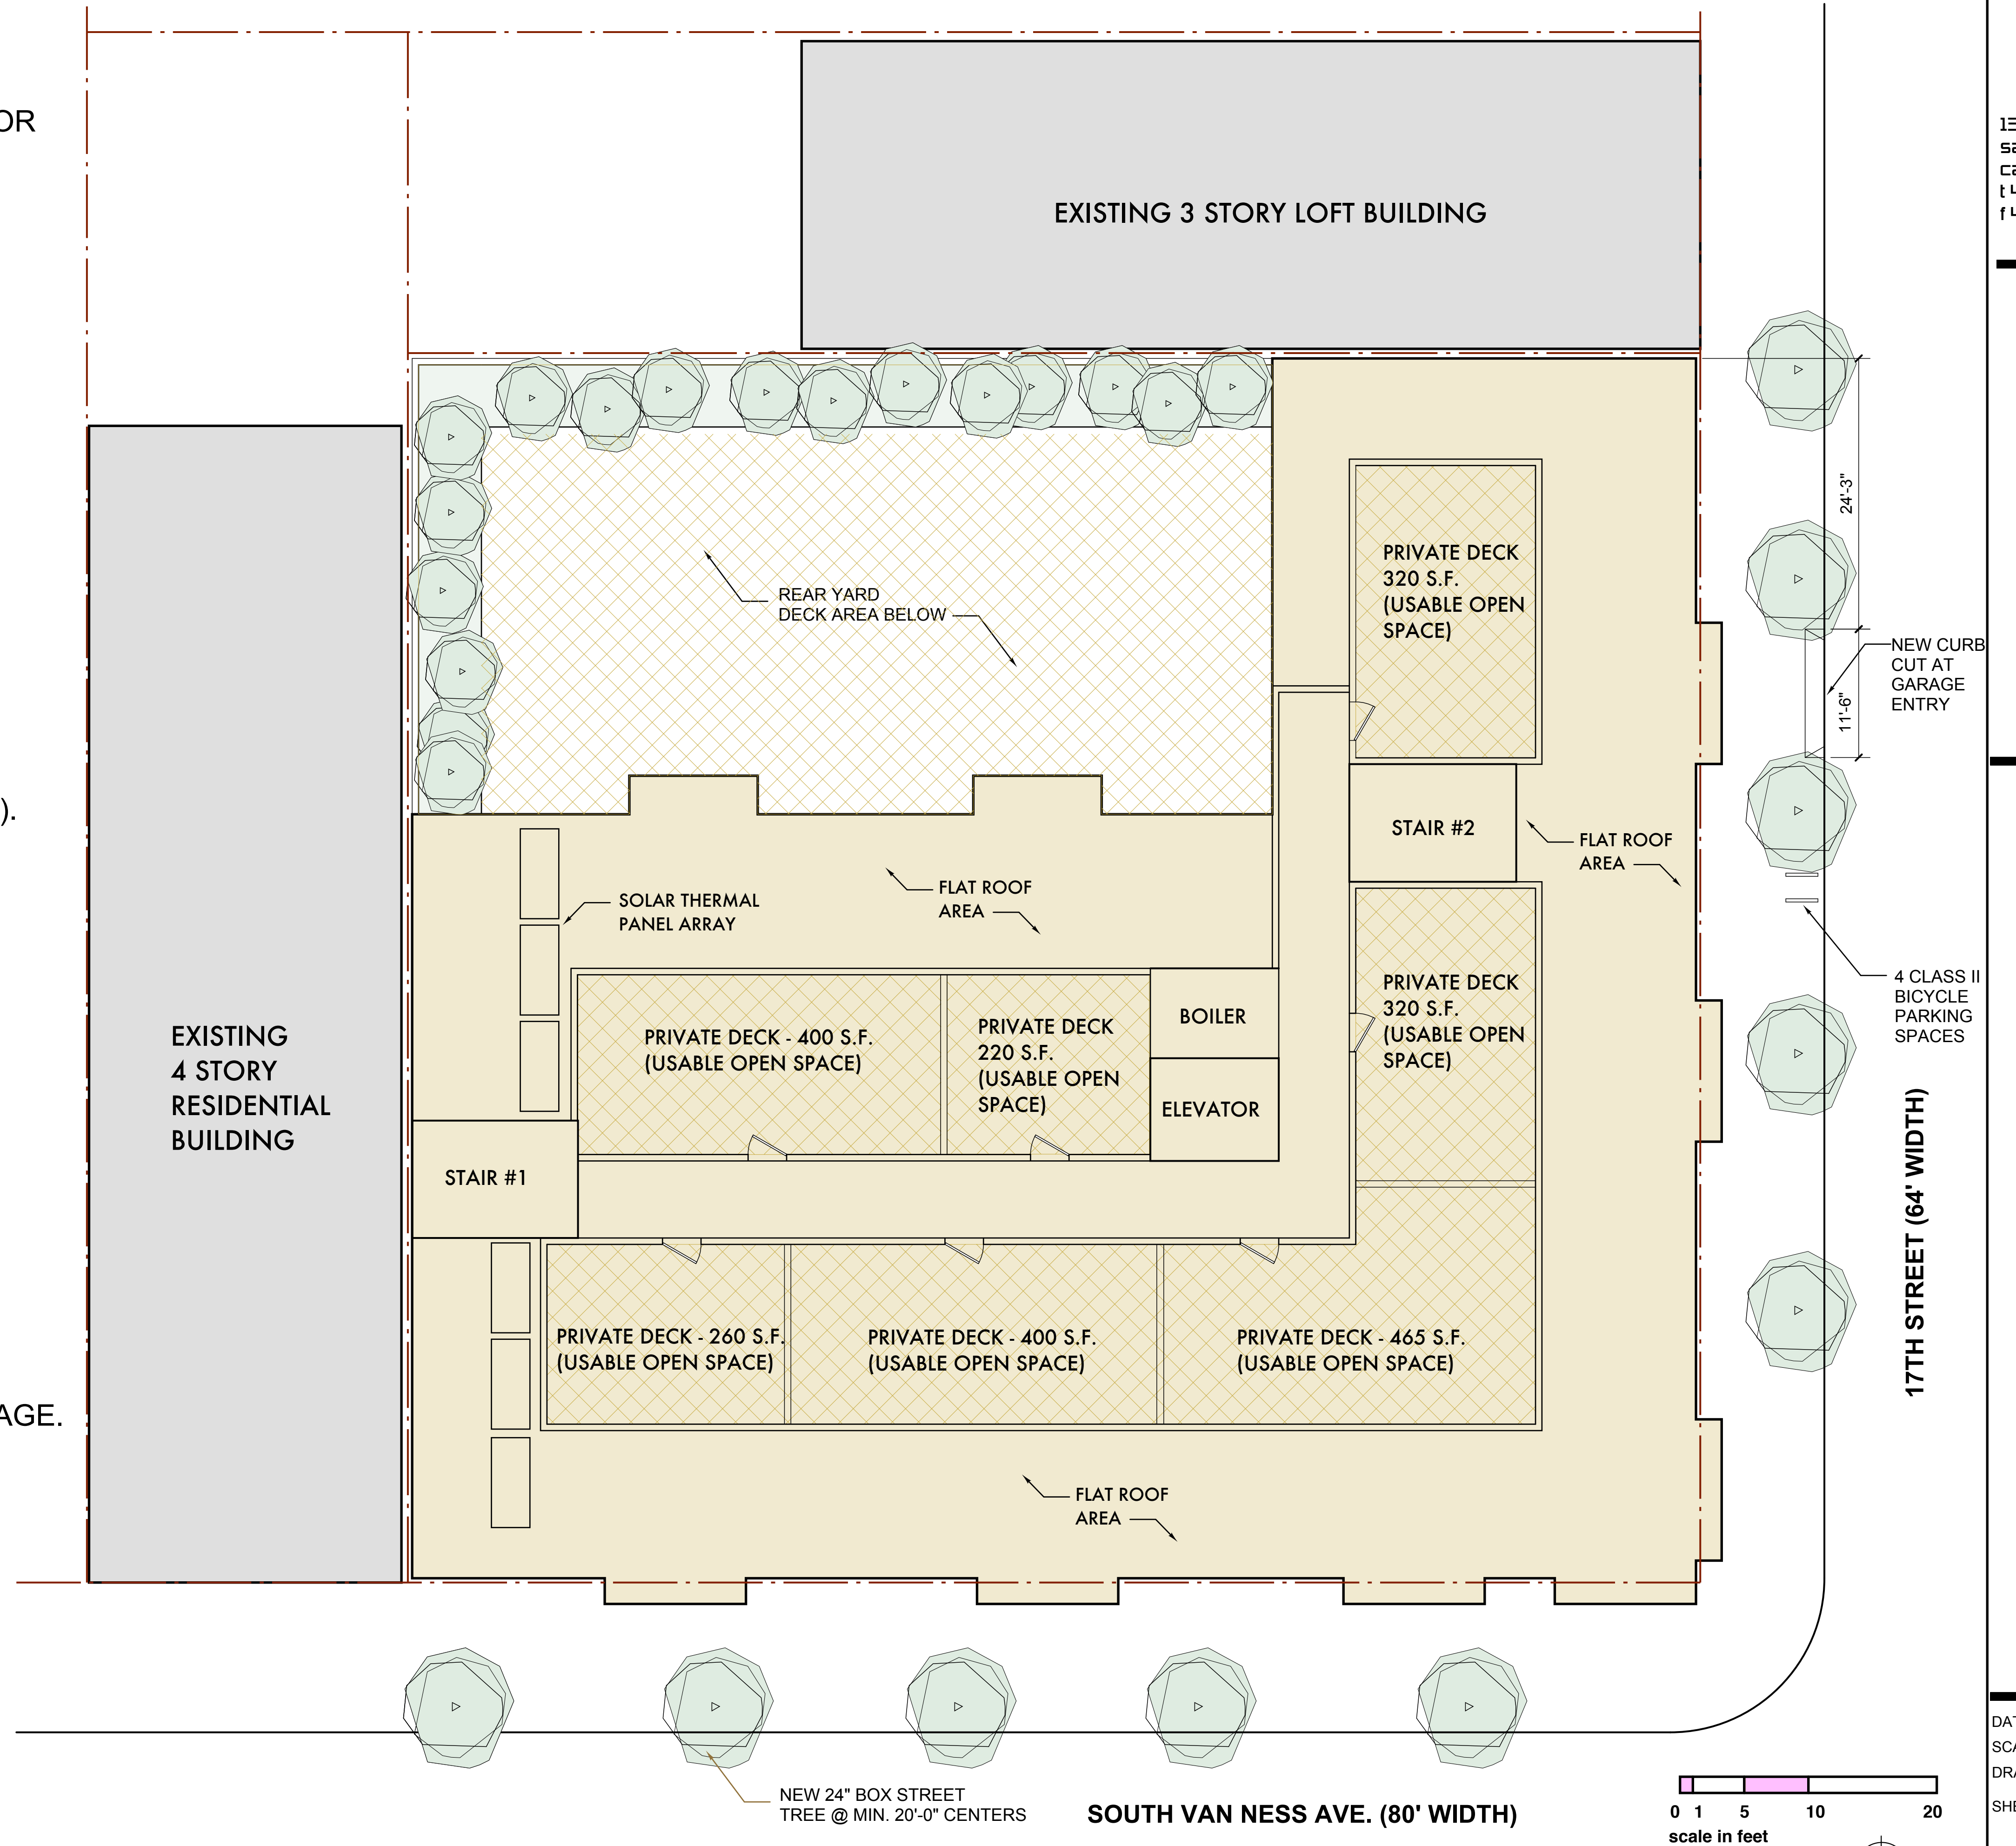 OR
EXISTING 3 STORY LOFT BUILDING
24'-3"
PRIVATE DECK
320 S.F.
(USABLE OPEN
SPACE)
REAR YARD
DECK AREA BELOW
NEW CURB
CUT AT
GARAGE
ENTRY
11'-6"
).
STAIR #2
FLAT ROOF
AREA
SOLAR THERMAL
PANEL ARRAY
FLAT ROOF
AREA
4 CLASS II
BICYCLE
PARKING
SPACES
PRIVATE DECK
320 S.F.
(USABLE OPEN
SPACE)
BOILER
ELEVATOR
PRIVATE DECK - 400 S.F.
(USABLE OPEN SPACE)
PRIVATE DECK
220 S.F.
(USABLE OPEN
SPACE)
EXISTING
4 STORY
RESIDENTIAL
BUILDING
STAIR #1
17TH STREET (64' WIDTH)
PRIVATE DECK - 260 S.F.
(USABLE OPEN SPACE)
PRIVATE DECK - 400 S.F.
(USABLE OPEN SPACE)
PRIVATE DECK - 465 S.F.
(USABLE OPEN SPACE)
AGE.
FLAT ROOF
AREA
NEW 24" BOX STREET
TREE @ MIN. 20'-0" CENTERS
SOUTH VAN NESS AVE. (80' WIDTH)
0 1 5 10 20
scale in feet
DAT
SCA
DRA
SHE